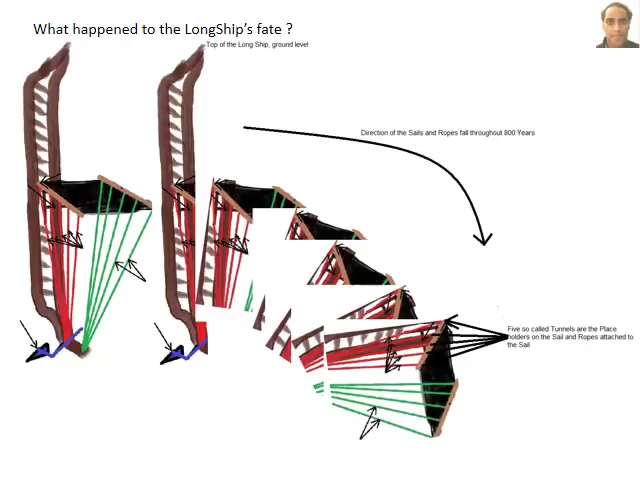 What happened to the LongShip's fate ?
Top of the Long Ship, ground level
Direction of the Sails and Ropes fall throughout 800 Years
Five so called Tunnels are the Place
holders on the Sail and Ropes attached to
the Sail